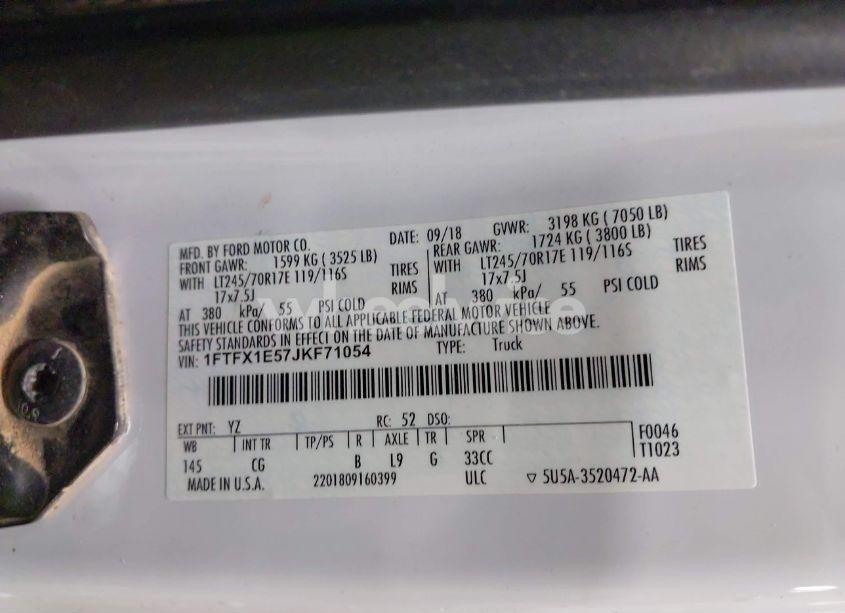 MFD. BY FORD MOTOR CO. DATE: 09/18 GVWR: 3198 KG ( 7050 LB)
FRONT GAWR: 1599 KG ( 3525 LB) REAR GAWR: 1724 KG ( 3800 LB)
WITH LT245/70R17E 119/116S TIRES WITH LT245/70R17E 119/116S TIRES
17x7.5J RIMS 17x7.5J RIMS
AT 380 kPa/ 55 PSI COLD AT 380 kPa/ 55 PSI COLD
THIS VEHICLE CONFORMS TO ALL APPLICABLE FEDERAL MOTOR VEHICLE
SAFETY STANDARDS IN EFFECT ON THE DATE OF MANUFACTURE SHOWN ABOVE.
VIN: 1FTFX1E57JKF71054 TYPE: Truck
EXT PNT: YZ RC: 52 DSO:
WB INT TR TP/PS R AXLE TR SPR F0046
145 CG B L9 G 33CC T1023
MADE IN U.S.A. 2201809160399 ULC ▽ 5U5A-3520472-AA